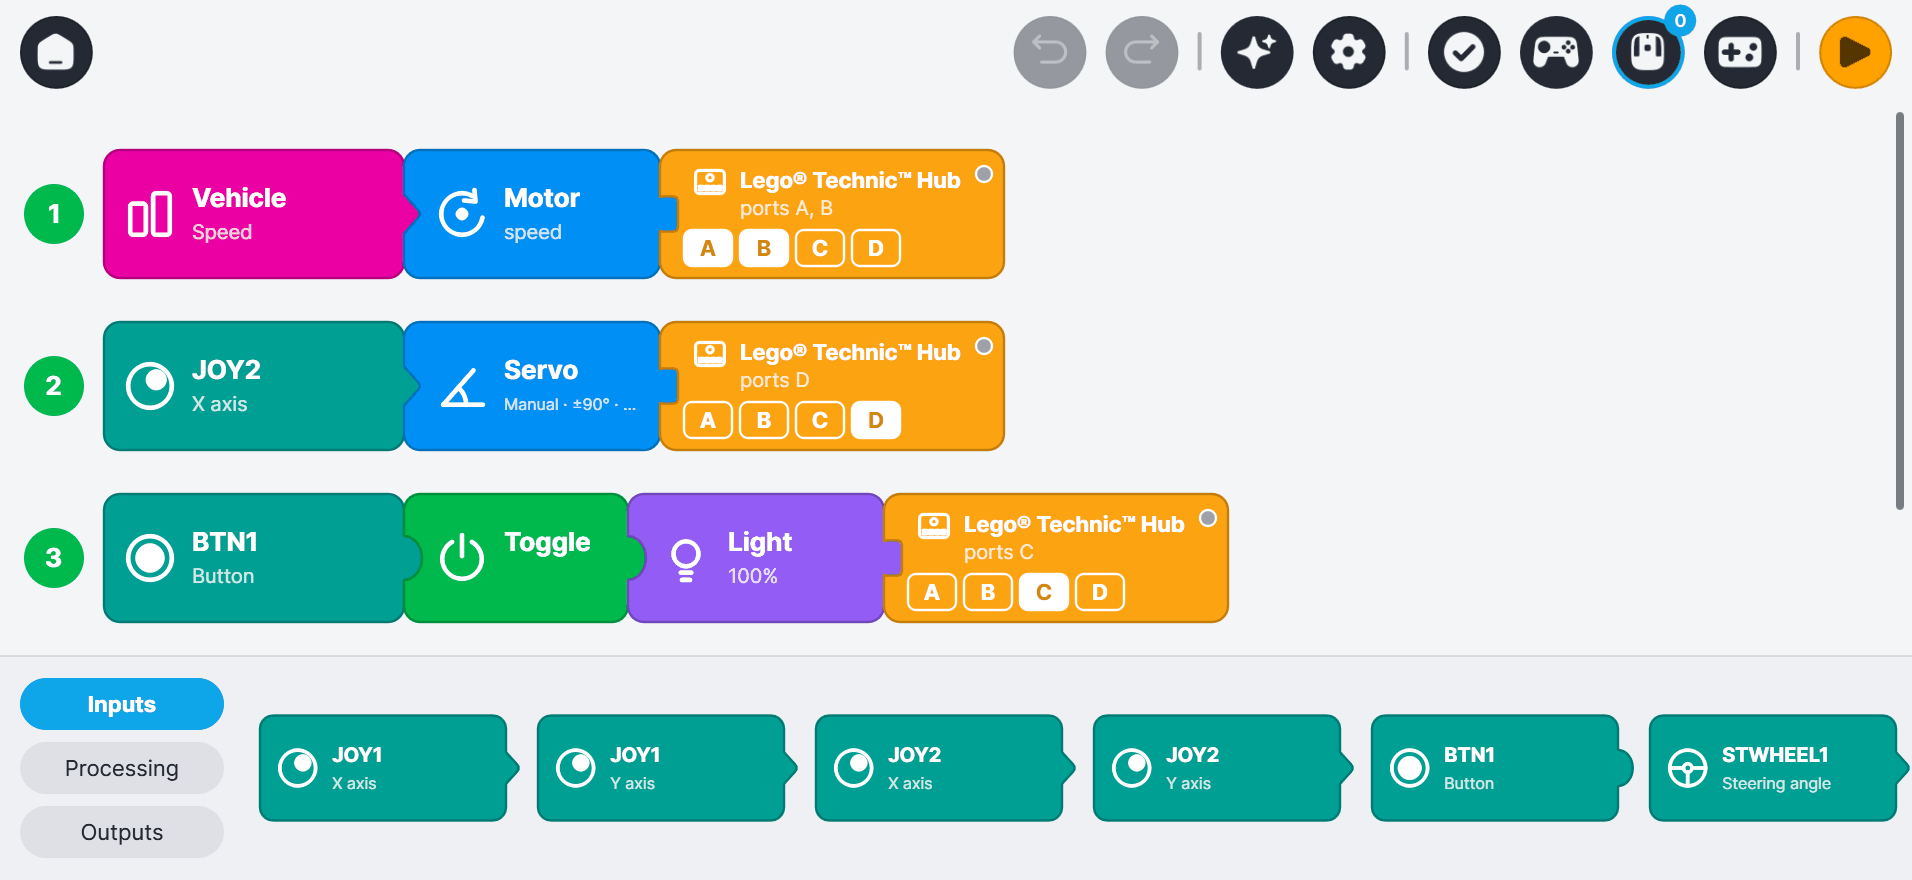 0
1
Vehicle
Speed
Motor
speed
Lego® Technic™ Hub
ports A, B
A B C D
2
JOY2
X axis
Servo
Manual · ±90° · ...
Lego® Technic™ Hub
ports D
A B C D
3
BTN1
Button
Toggle
Light
100%
Lego® Technic™ Hub
ports C
A B C D
Inputs
Processing
Outputs
JOY1
X axis
JOY1
Y axis
JOY2
X axis
JOY2
Y axis
BTN1
Button
STWHEEL1
Steering angle